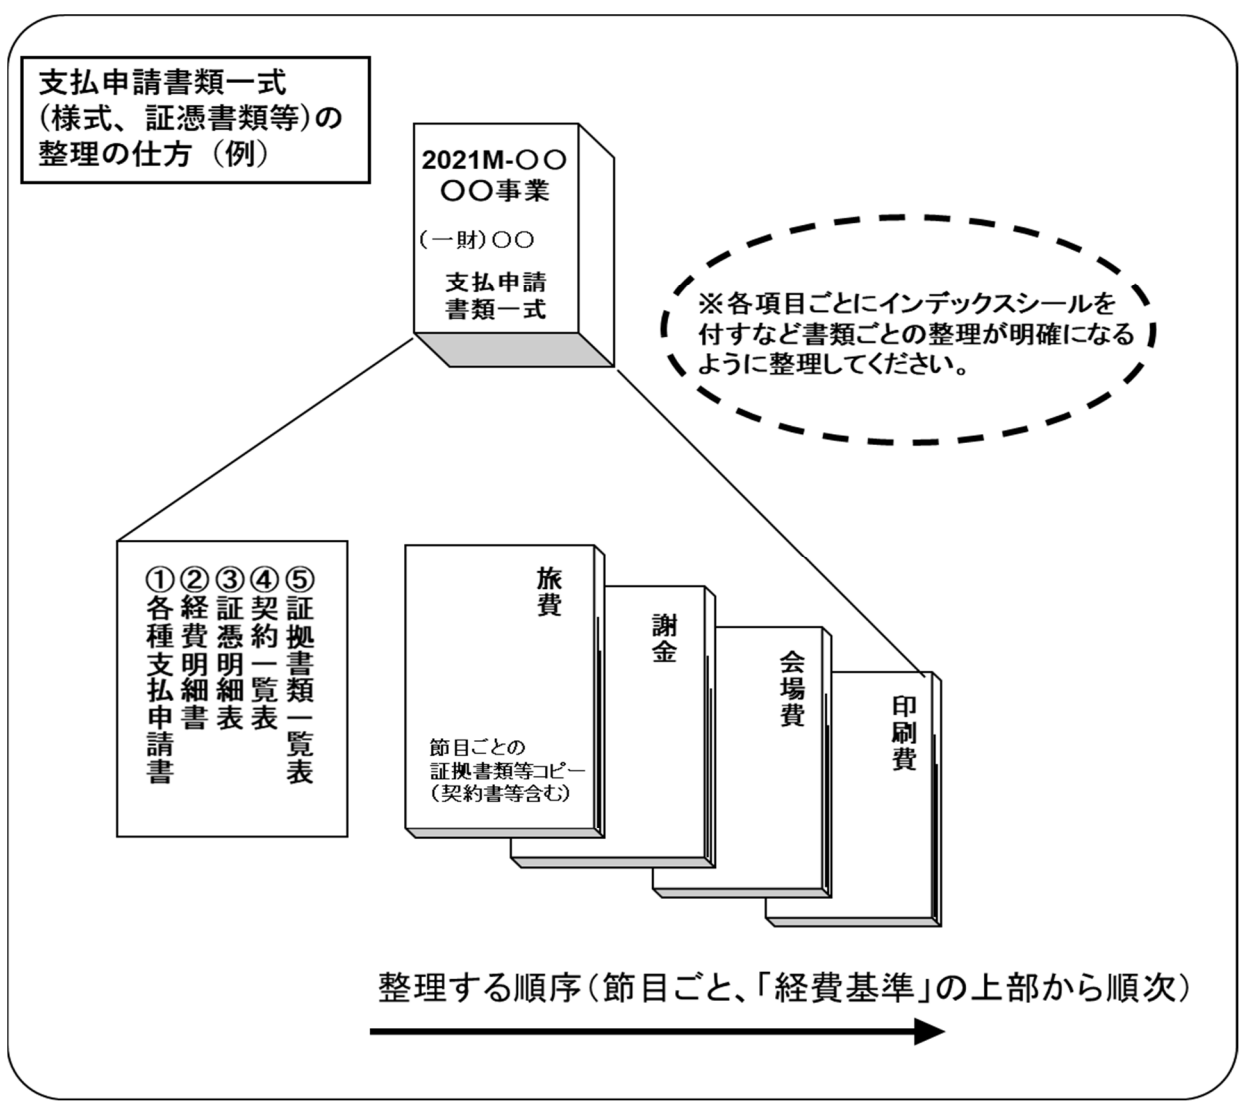 支払申請書類一式
(様式、証憑書類等)の
整理の仕方（例）
2021M-〇〇
〇〇事業
(一財)〇〇
支払申請
書類一式
※各項目ごとにインデックスシールを
付すなど書類ごとの整理が明確になる
ように整理してください。
①各種支払申請書
②経費明細書
③証憑明細表
④契約一覧表
⑤証拠書類一覧表
旅費
節目ごとの
証拠書類等コピー
(契約書等含む)
謝金
会場費
印刷費
整理する順序(節目ごと、「経費基準」の上部から順次)